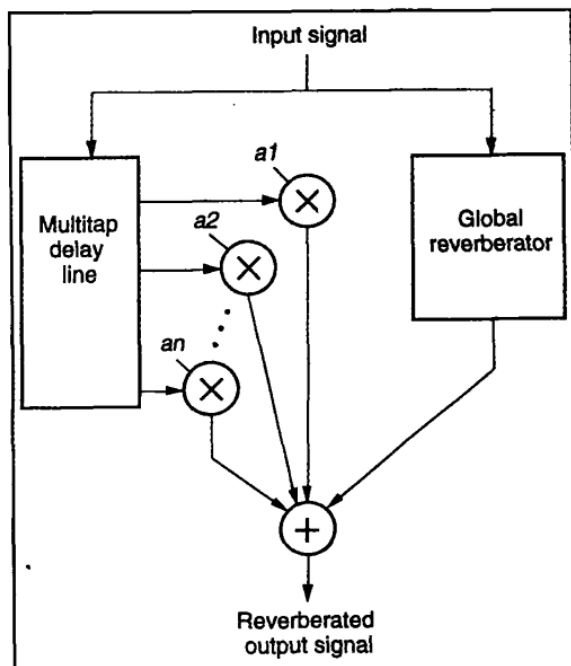 Input signal
a1
Multitap
delay
line
a2
Global
reverberator
an
Reverberated
output signal